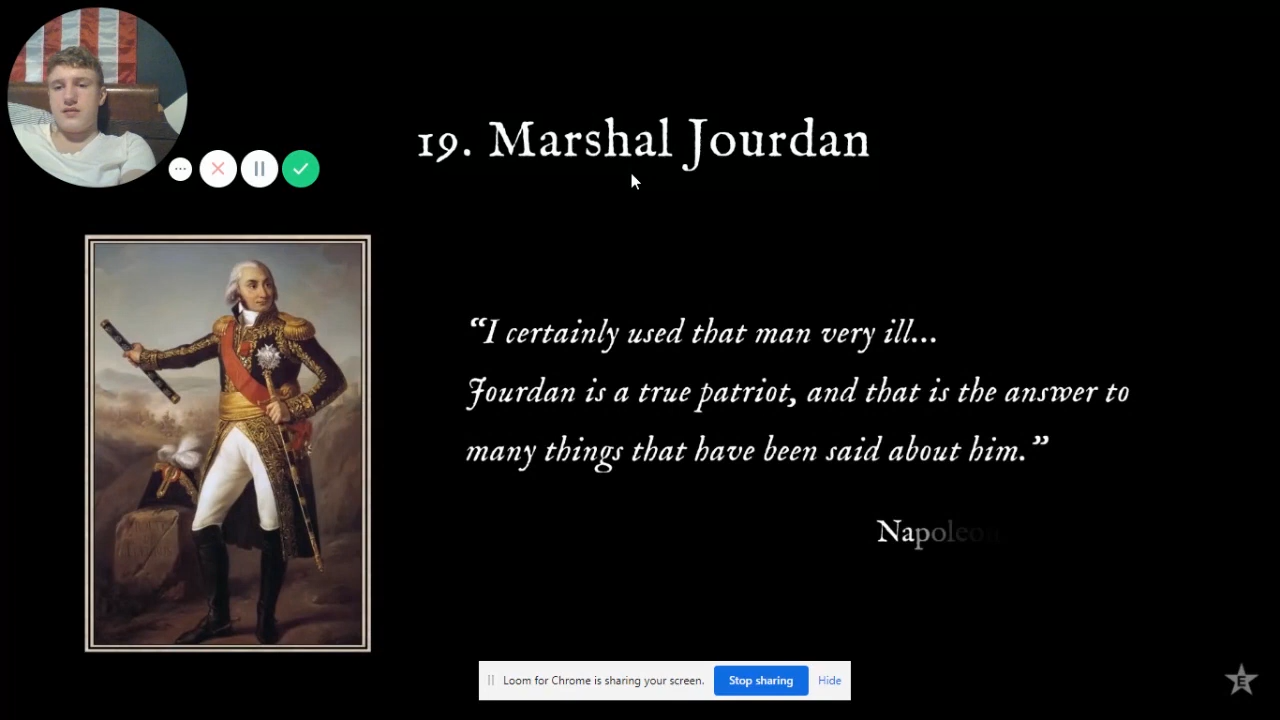 19. Marshal Jourdan
“I certainly used that man very ill...
Jourdan is a true patriot, and that is the answer to
many things that have been said about him.”
Napoleon
Loom for Chrome is sharing your screen. Stop sharing Hide
E